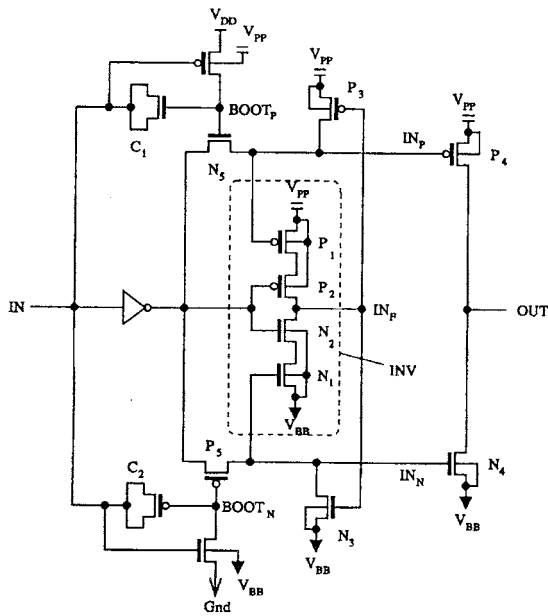 V_DD
V_PP
V_PP
P_3
BOOT_P
V_PP
C_1
IN_P
P_4
N_5
V_PP
P_1
P_2
IN
IN_F
OUT
N_2
N_1
INV
V_BB
P_5
C_2
IN_N
N_4
BOOT_N
N_3
V_BB
V_BB
V_BB
Gnd